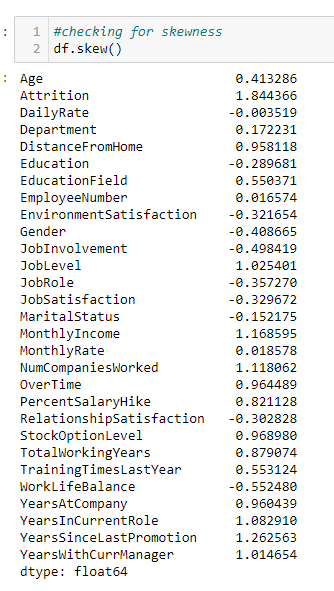 : 1 #checking for skewness
2 df.skew()
: Age 0.413286
Attrition 1.844366
DailyRate -0.003519
Department 0.172231
DistanceFromHome 0.958118
Education -0.289681
EducationField 0.550371
EmployeeNumber 0.016574
EnvironmentSatisfaction -0.321654
Gender -0.408665
JobInvolvement -0.498419
JobLevel 1.025401
JobRole -0.357270
JobSatisfaction -0.329672
MaritalStatus -0.152175
MonthlyIncome 1.168595
MonthlyRate 0.018578
NumCompaniesWorked 1.118062
OverTime 0.964489
PercentSalaryHike 0.821128
RelationshipSatisfaction -0.302828
StockOptionLevel 0.968980
TotalWorkingYears 0.879074
TrainingTimesLastYear 0.553124
WorkLifeBalance -0.552480
YearsAtCompany 0.960439
YearsInCurrentRole 1.082910
YearsSinceLastPromotion 1.262563
YearsWithCurrManager 1.014654
dtype: float64